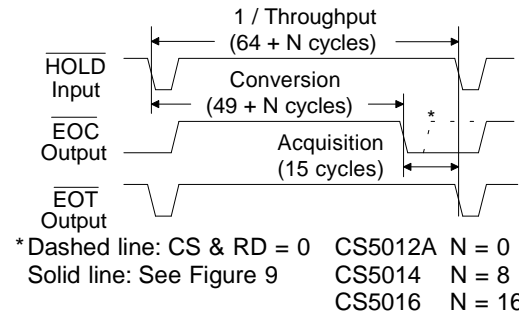 1 / Throughput
(64 + N cycles)
HOLD
Input
Conversion
(49 + N cycles)
*
EOC
Output
Acquisition
(15 cycles)
EOT
Output
*Dashed line: CS & RD = 0 CS5012A N = 0
Solid line: See Figure 9 CS5014 N = 8
CS5016 N = 16